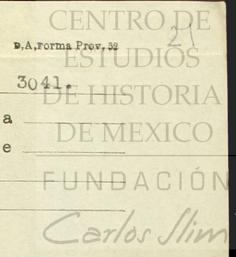 CENTRO DE
21
D,A,Forma Prov. 32
ESTUDIOS
3041.
DE HISTORIA
a
DE MEXICO
e
FUNDACIÓN
Carlos Slim